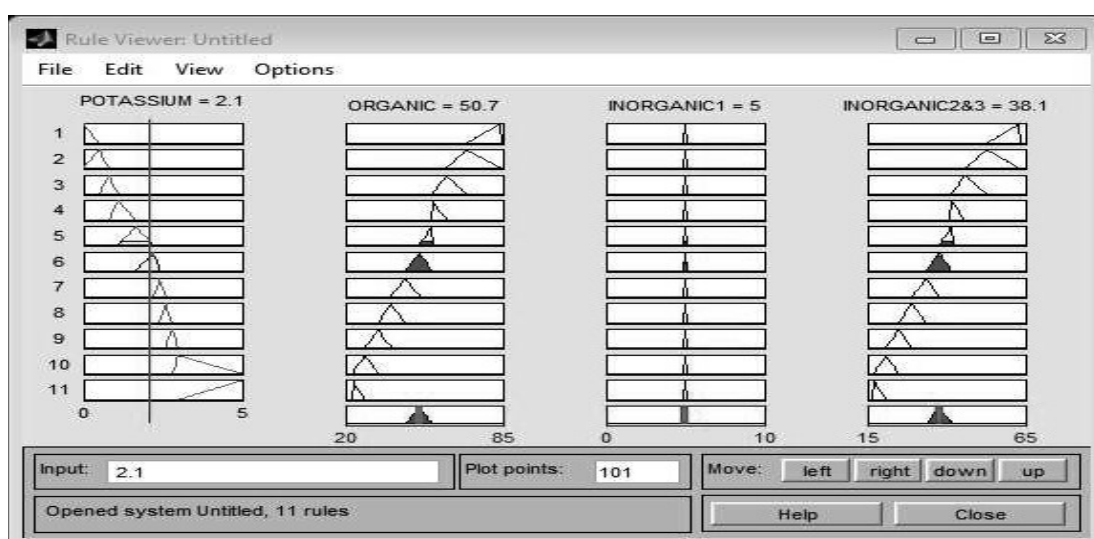 Rule Viewer: Untitled
File Edit View Options
POTASSIUM = 2.1 ORGANIC = 50.7 INORGANIC1 = 5 INORGANIC2&3 = 38.1
1
2
3
4
5
6
7
8
9
10
11
0 5
20 85 0 10 15 65
Input: 2.1 Plot points: 101 Move: left right down up
Opened system Untitled, 11 rules Help Close